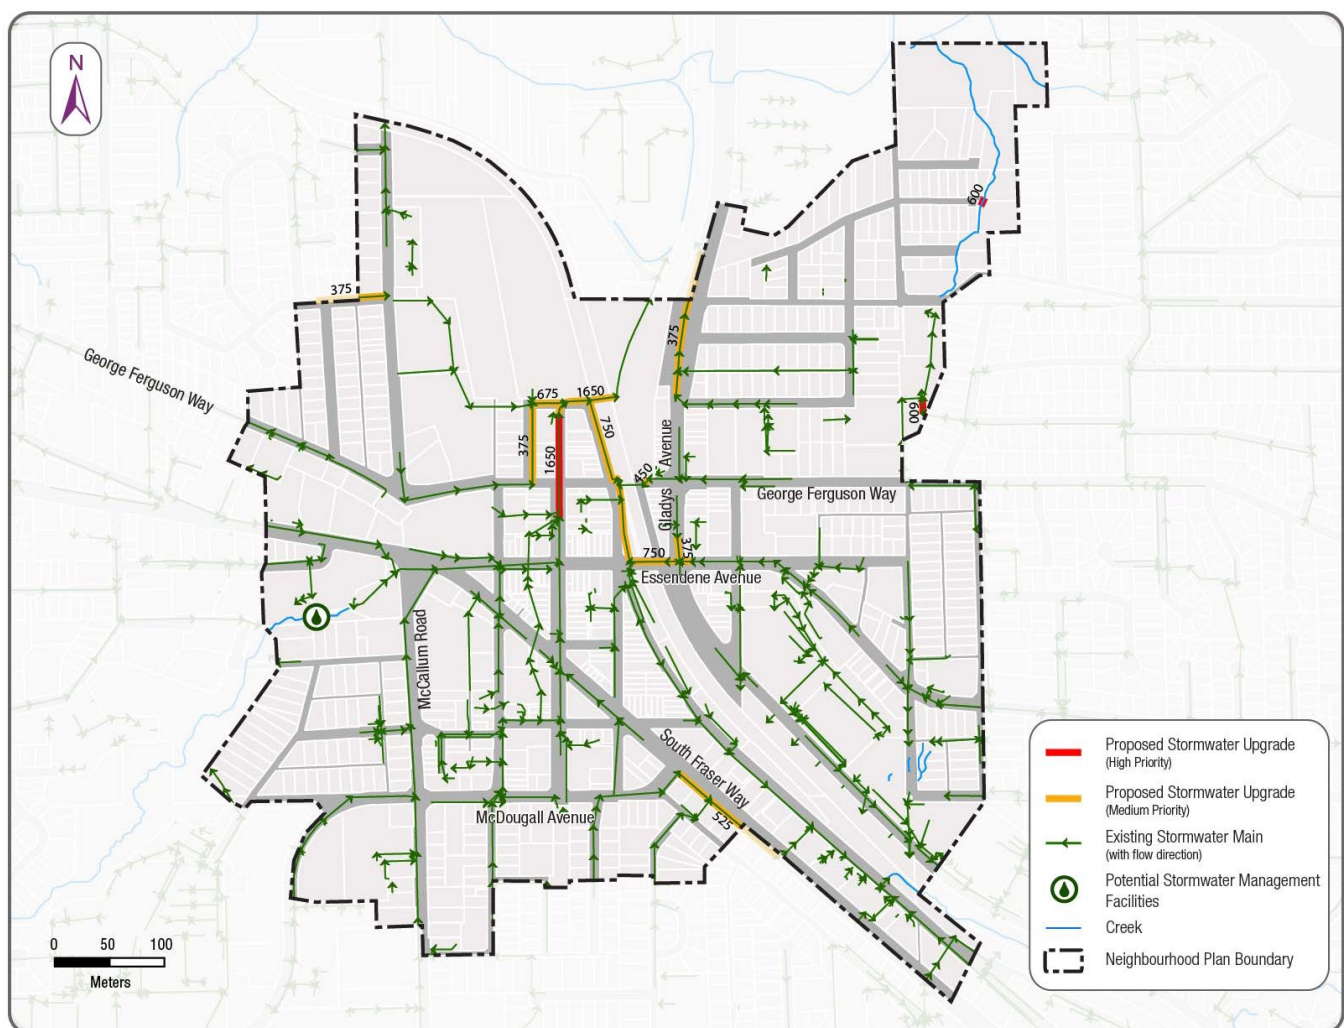 N
600
375
George Ferguson Way
375
675
1650
750
375
1650
600
450
Gladys Avenue
George Ferguson Way
375
750
Essendene Avenue
McCallum Road
South Fraser Way
525
McDougall Avenue
0 50 100
Meters
Proposed Stormwater Upgrade
(High Priority)
Proposed Stormwater Upgrade
(Medium Priority)
Existing Stormwater Main
(with flow direction)
Potential Stormwater Management
Facilities
Creek
Neighbourhood Plan Boundary